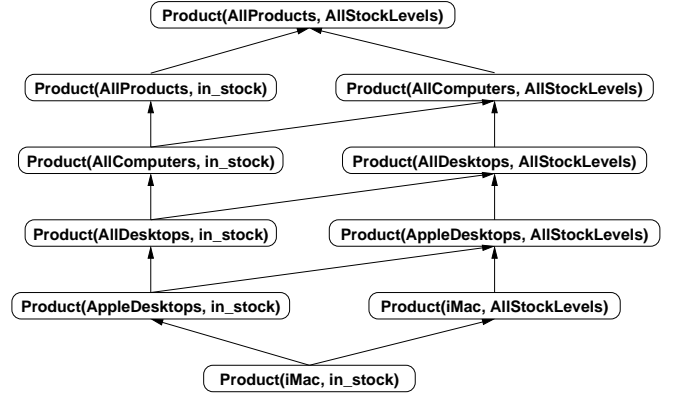 Product(AllProducts, AllStockLevels)
Product(AllProducts, in_stock)
Product(AllComputers, AllStockLevels)
Product(AllComputers, in_stock)
Product(AllDesktops, AllStockLevels)
Product(AllDesktops, in_stock)
Product(AppleDesktops, AllStockLevels)
Product(AppleDesktops, in_stock)
Product(iMac, AllStockLevels)
Product(iMac, in_stock)